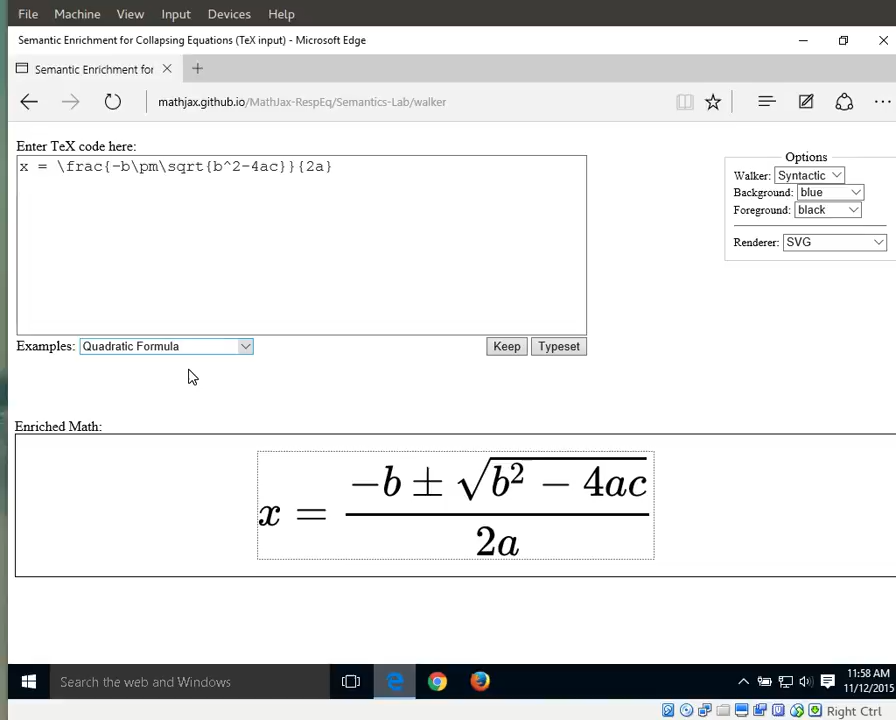 File Machine View Input Devices Help
Semantic Enrichment for Collapsing Equations (TeX input) - Microsoft Edge
Semantic Enrichment for
mathjax.github.io/MathJax-RespEq/Semantics-Lab/walker
Enter TeX code here:
x = \frac{-b\pm\sqrt{b^2-4ac}}{2a}
Options
Walker: Syntactic
Background: blue
Foreground: black
Renderer: SVG
Examples: Quadratic Formula Keep Typeset
Enriched Math:
x = −b ± √b² − 4ac
2a
Search the web and Windows
11:58 AM
11/12/2015
Right Ctrl